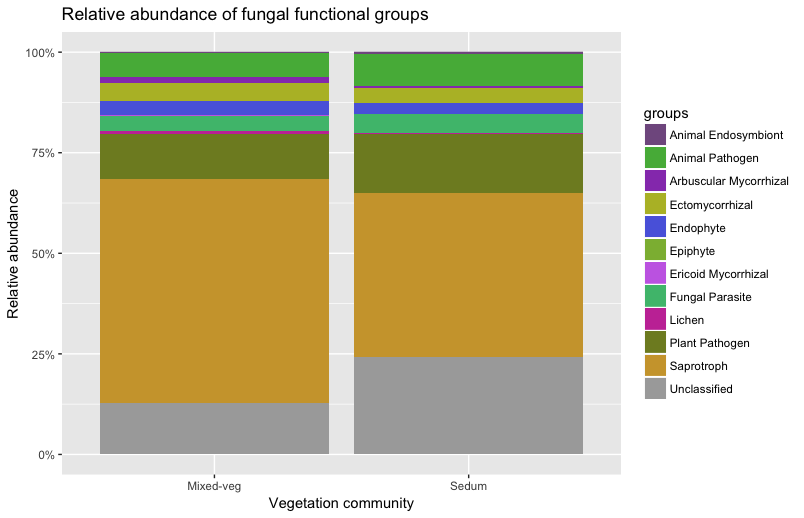 Relative abundance of fungal functional groups
100%
75%
50%
25%
0%
Relative abundance
Mixed-veg
Sedum
Vegetation community
groups
Animal Endosymbiont
Animal Pathogen
Arbuscular Mycorrhizal
Ectomycorrhizal
Endophyte
Epiphyte
Ericoid Mycorrhizal
Fungal Parasite
Lichen
Plant Pathogen
Saprotroph
Unclassified